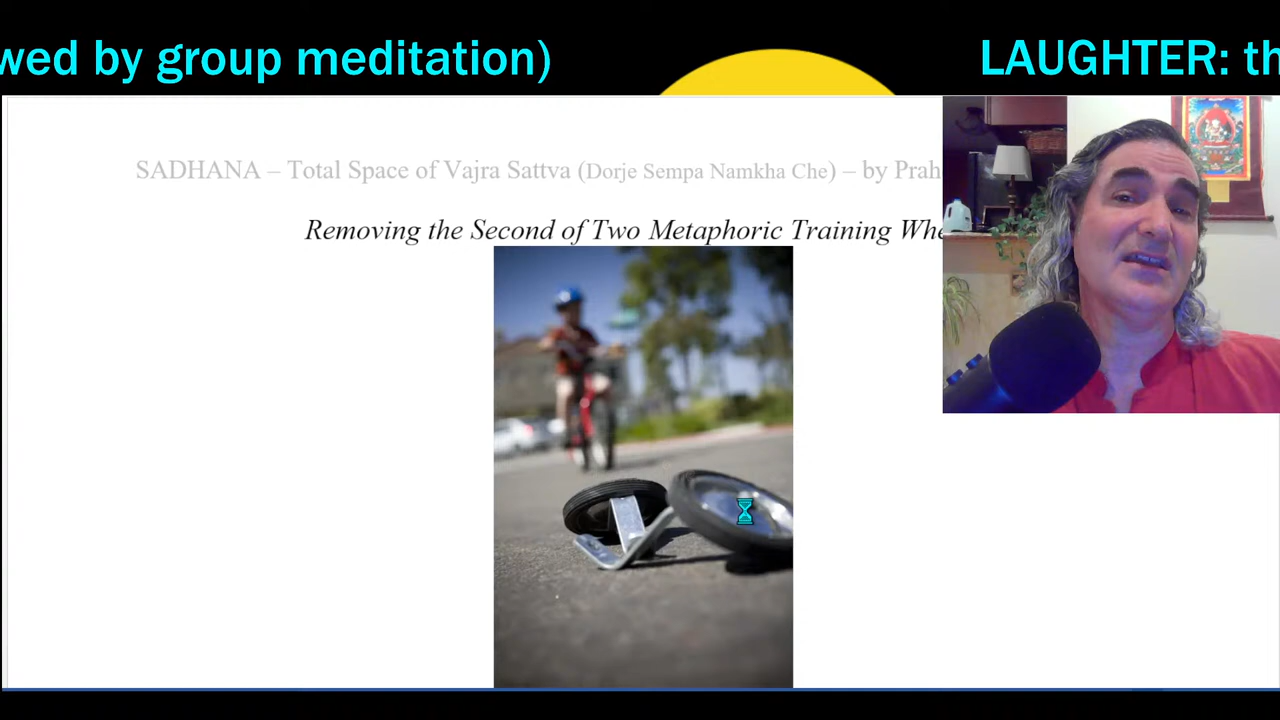 wed by group meditation)
LAUGHTER: th
SADHANA – Total Space of Vajra Sattva (Dorje Sempa Namkha Che) – by Prah
Removing the Second of Two Metaphoric Training Whe